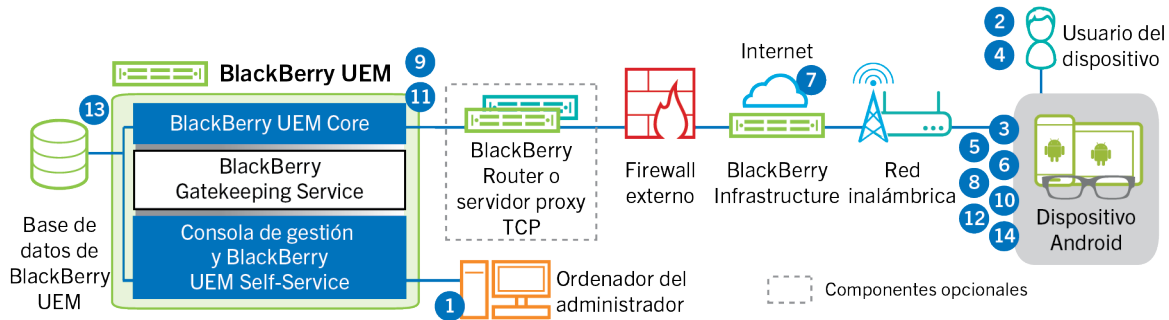 2
4
Usuario del
dispositivo
Internet
7
BlackBerry UEM
9
11
13
BlackBerry UEM Core
BlackBerry
Gatekeeping Service
Consola de gestión
y BlackBerry
UEM Self-Service
Base de
datos de
BlackBerry
UEM
BlackBerry
Router o
servidor proxy
TCP
Firewall
externo
BlackBerry
Infrastructure
Red
inalámbrica
3
5
6
8
10
12
14
Dispositivo
Android
1
Ordenador del
administrador
Componentes opcionales